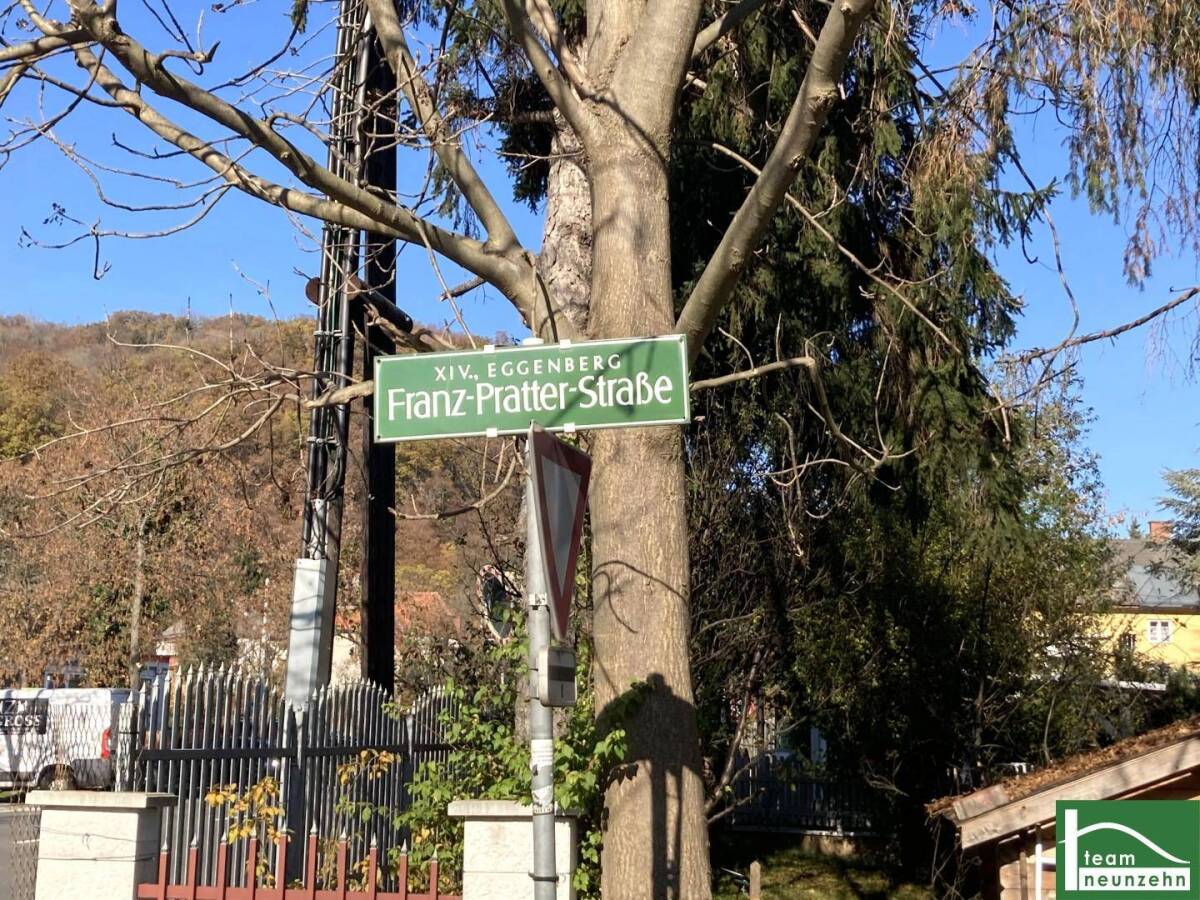 XIV., EGGENBERG
Franz-Pratter-Straße
team
neunzehn